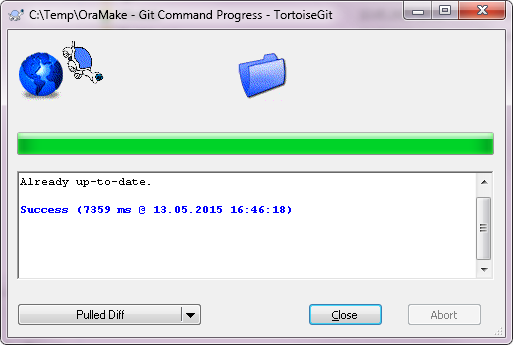 C:\Temp\OraMake - Git Command Progress - TortoiseGit
Already up-to-date.
Success (7359 ms @ 13.05.2015 16:46:18)
Pulled Diff
Close
Abort